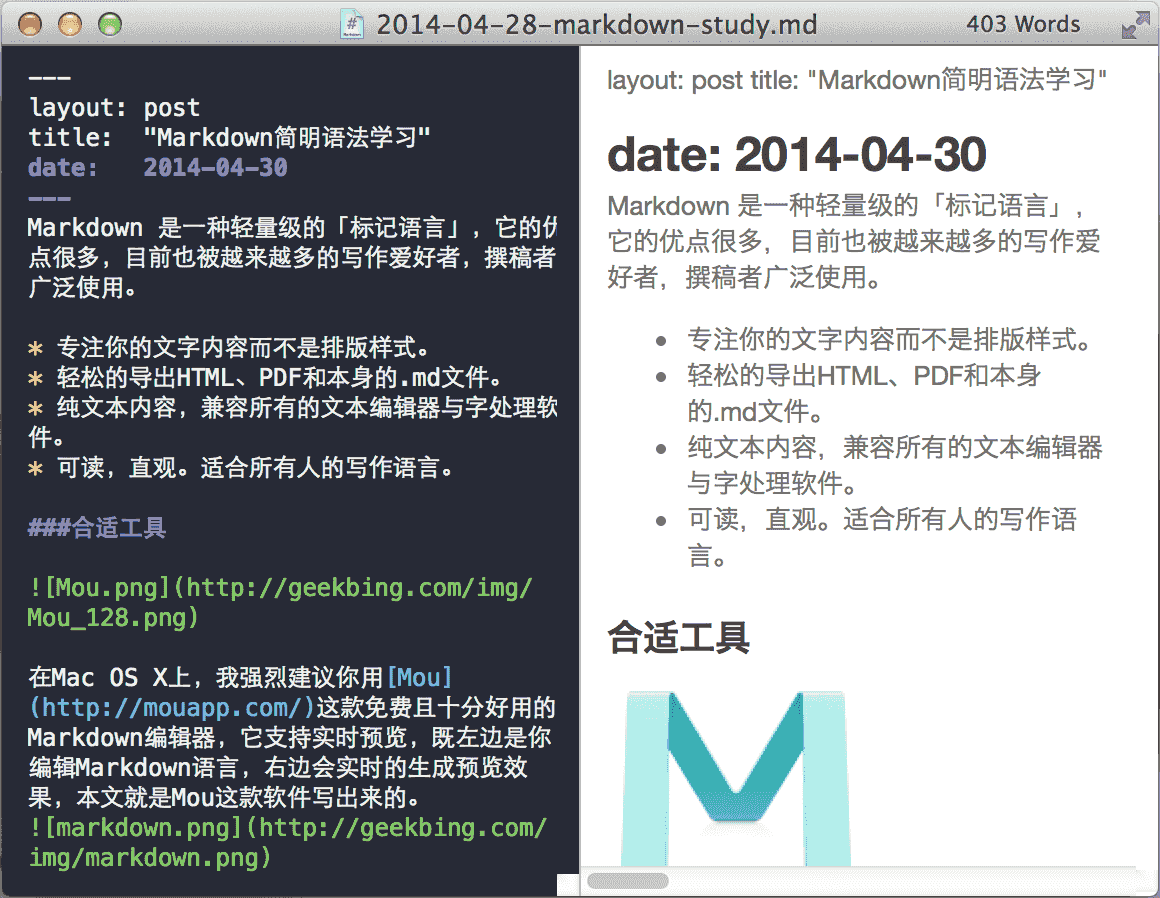 2014-04-28-markdown-study.md
403 Words
---
layout: post
title:  "Markdown简明语法学习"
date:   2014-04-30
---
Markdown 是一种轻量级的「标记语言」，它的优
点很多，目前也被越来越多的写作爱好者，撰稿者
广泛使用。
* 专注你的文字内容而不是排版样式。
* 轻松的导出HTML、PDF和本身的.md文件。
* 纯文本内容，兼容所有的文本编辑器与字处理软
件。
* 可读，直观。适合所有人的写作语言。
###合适工具
![Mou.png](http://geekbing.com/img/
Mou_128.png)
在Mac OS X上，我强烈建议你用[Mou]
(http://mouapp.com/)这款免费且十分好用的
Markdown编辑器，它支持实时预览，既左边是你
编辑Markdown语言，右边会实时的生成预览效
果，本文就是Mou这款软件写出来的。
![markdown.png](http://geekbing.com/
img/markdown.png)
layout: post title: "Markdown简明语法学习"
date: 2014-04-30
Markdown 是一种轻量级的「标记语言」，
它的优点很多，目前也被越来越多的写作爱
好者，撰稿者广泛使用。
• 专注你的文字内容而不是排版样式。
• 轻松的导出HTML、PDF和本身
的.md文件。
• 纯文本内容，兼容所有的文本编辑器
与字处理软件。
• 可读，直观。适合所有人的写作语
言。
合适工具